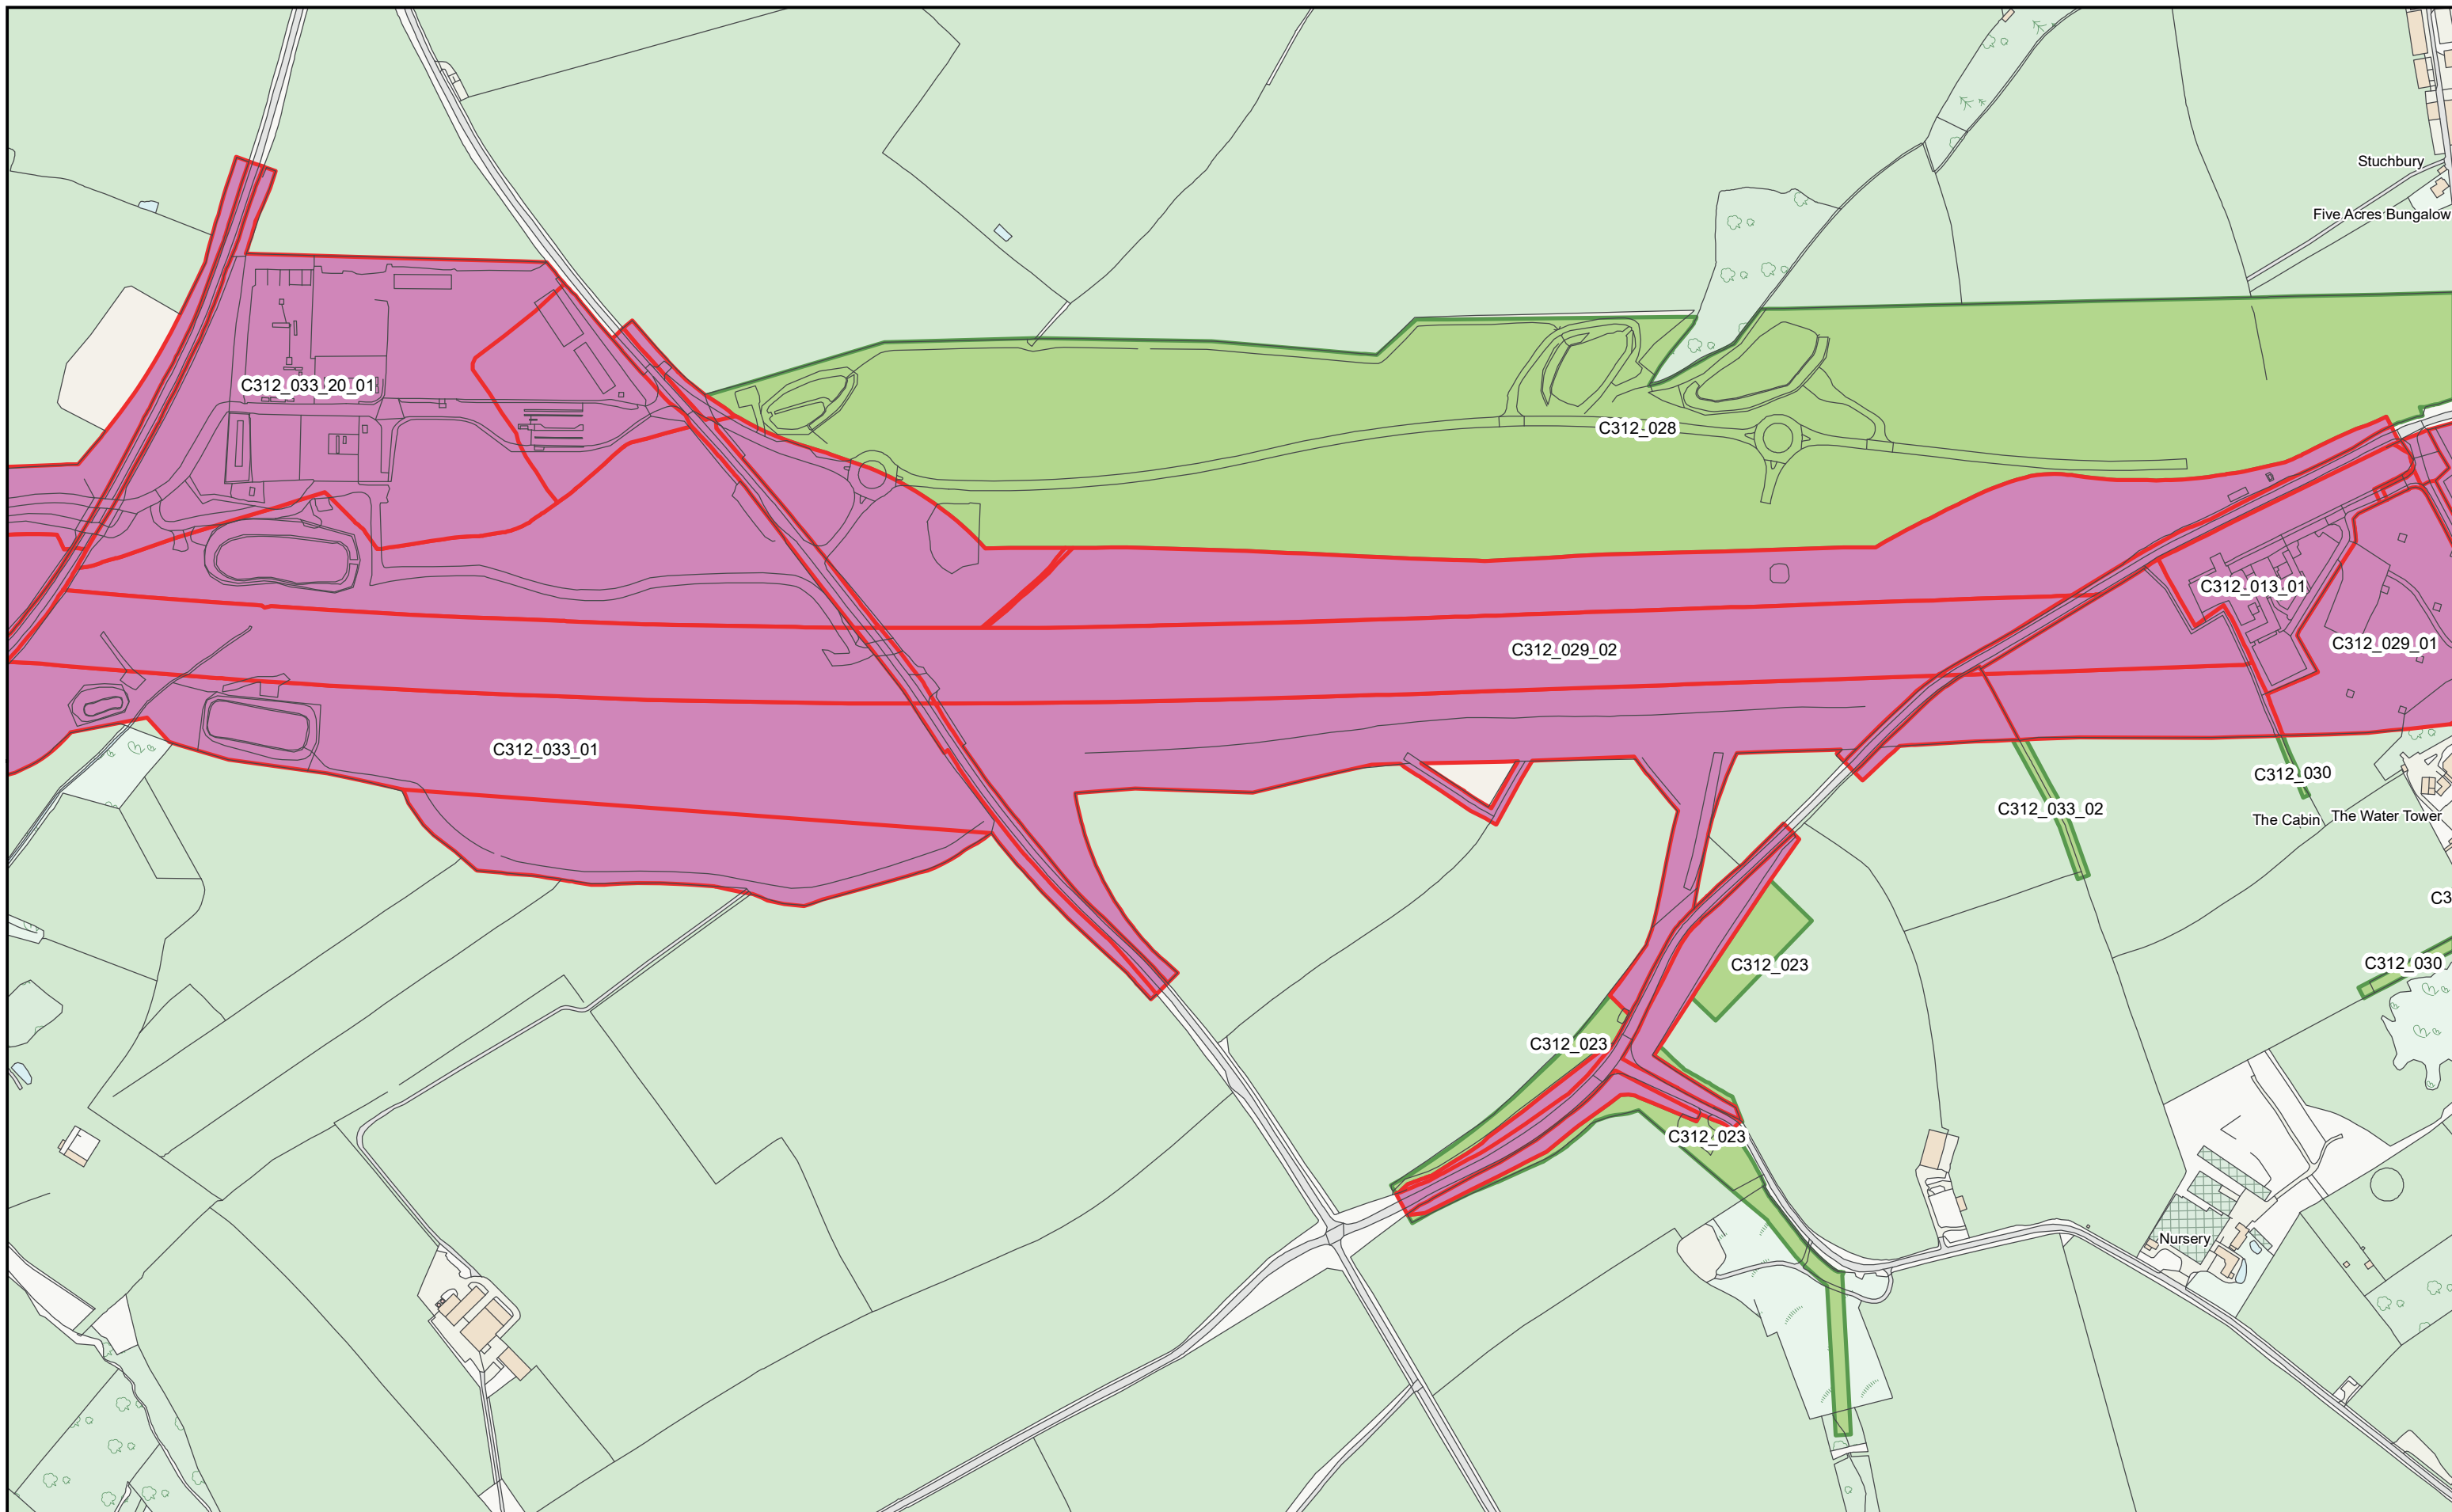 Stuchbury
Five Acres Bungalow
C312_033_20_01
C312_028
C312_013_01
C312_029_01
C312_029_02
C312_033_01
C312_030
C312_033_02
The Cabin
The Water Tower
C3
C312_030
C312_023
C312_023
C312_023
Nursery